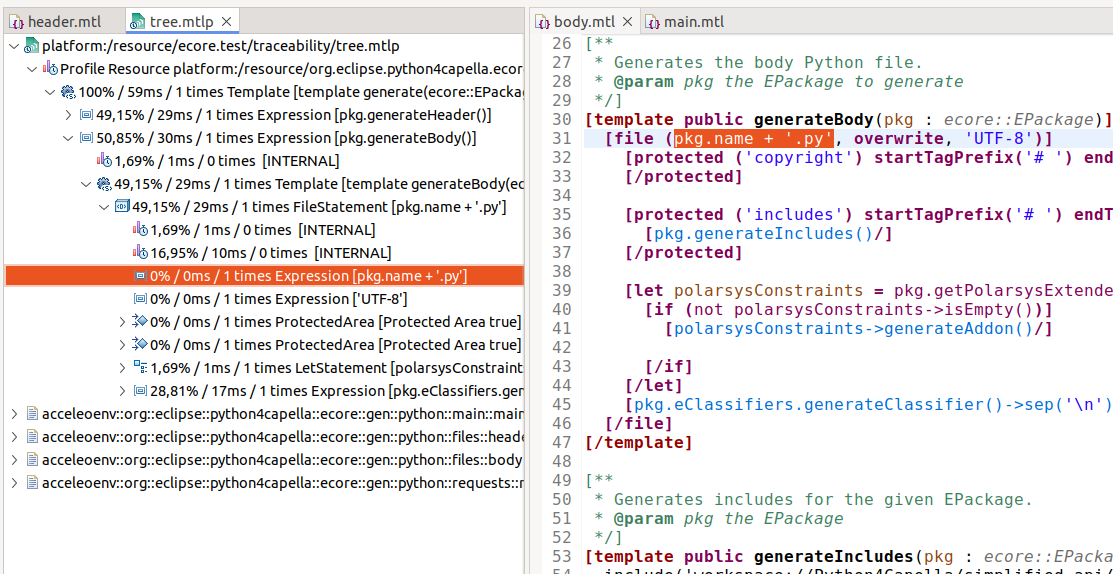 header.mtl
tree.mtlp
platform:/resource/ecore.test/traceability/tree.mtlp
Profile Resource platform:/resource/org.eclipse.python4capella.ecore
100% / 59ms / 1 times Template [template generate(ecore::EPackag
49,15% / 29ms / 1 times Expression [pkg.generateHeader()]
50,85% / 30ms / 1 times Expression [pkg.generateBody()]
1,69% / 1ms / 0 times [INTERNAL]
49,15% / 29ms / 1 times Template [template generateBody(ec
49,15% / 29ms / 1 times FileStatement [pkg.name + '.py']
1,69% / 1ms / 0 times [INTERNAL]
16,95% / 10ms / 0 times [INTERNAL]
0% / 0ms / 1 times Expression [pkg.name + '.py']
0% / 0ms / 1 times Expression ['UTF-8']
0% / 0ms / 1 times ProtectedArea [Protected Area true]
0% / 0ms / 1 times ProtectedArea [Protected Area true]
1,69% / 1ms / 1 times LetStatement [polarsysConstraint
28,81% / 17ms / 1 times Expression [pkg.eClassifiers.gen
acceleoenv::org::eclipse::python4capella::ecore::gen::python::main::main
acceleoenv::org::eclipse::python4capella::ecore::gen::python::files::heade
acceleoenv::org::eclipse::python4capella::ecore::gen::python::files::body
acceleoenv::org::eclipse::python4capella::ecore::gen::python::requests::r
body.mtl
main.mtl
26 [**
27 * Generates the body Python file.
28 * @param pkg the EPackage to generate
29 */]
30 [template public generateBody(pkg : ecore::EPackage)]
31 [file (pkg.name + '.py', overwrite, 'UTF-8')]
32 [protected ('copyright') startTagPrefix('# ') end
33 [/protected]
34
35 [protected ('includes') startTagPrefix('# ') endT
36 [pkg.generateIncludes()/]
37 [/protected]
38
39 [let polarsysConstraints = pkg.getPolarsysExtende
40 [if (not polarsysConstraints->isEmpty())]
41 [polarsysConstraints->generateAddon()/]
42
43 [/if]
44 [/let]
45 [pkg.eClassifiers.generateClassifier()->sep('\n')
46 [/file]
47 [/template]
48
49 [**
50 * Generates includes for the given EPackage.
51 * @param pkg the EPackage
52 */]
53 [template public generateIncludes(pkg : ecore::EPacka